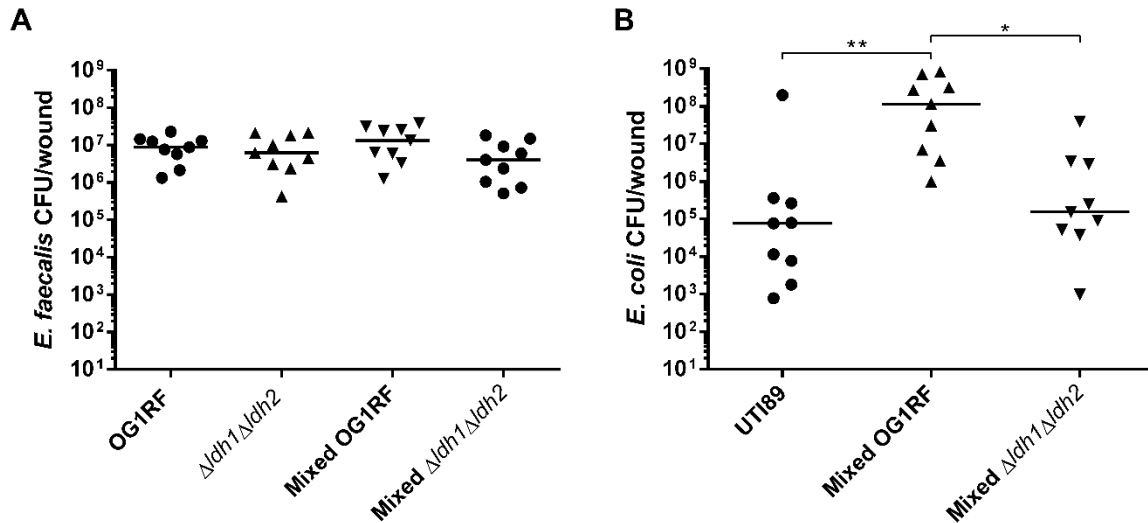 A
E. faecalis CFU/wound
10⁹
10⁸
10⁷
10⁶
10⁵
10⁴
10³
10²
10¹
OG1RF
Δldh1Δldh2
Mixed OG1RF
Mixed Δldh1Δldh2
B
**
*
E. coli CFU/wound
10⁹
10⁸
10⁷
10⁶
10⁵
10⁴
10³
10²
10¹
UTI89
Mixed OG1RF
Mixed Δldh1Δldh2